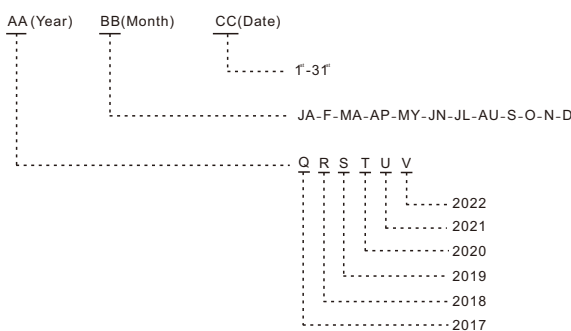 AA (Year) BB(Month) CC(Date)
1st-31st
JA-F-MA-AP-MY-JN-JL-AU-S-O-N-D
Q R S T U V
2022
2021
2020
2019
2018
2017